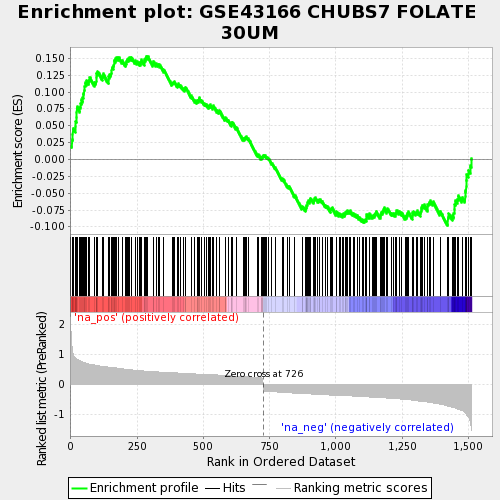 Enrichment plot: GSE43166 CHUBS7 FOLATE
30UM
Enrichment score (ES)
0.150
0.125
0.100
0.075
0.050
0.025
0.000
-0.025
-0.050
-0.075
-0.100
'na_pos' (positively correlated)
Ranked list metric (PreRanked)
2
1
0
-1
Zero cross at 726
'na_neg' (negatively correlated)
0
250
500
750
1,000
1,250
1,500
Rank in Ordered Dataset
Enrichment profile
Hits
Ranking metric scores